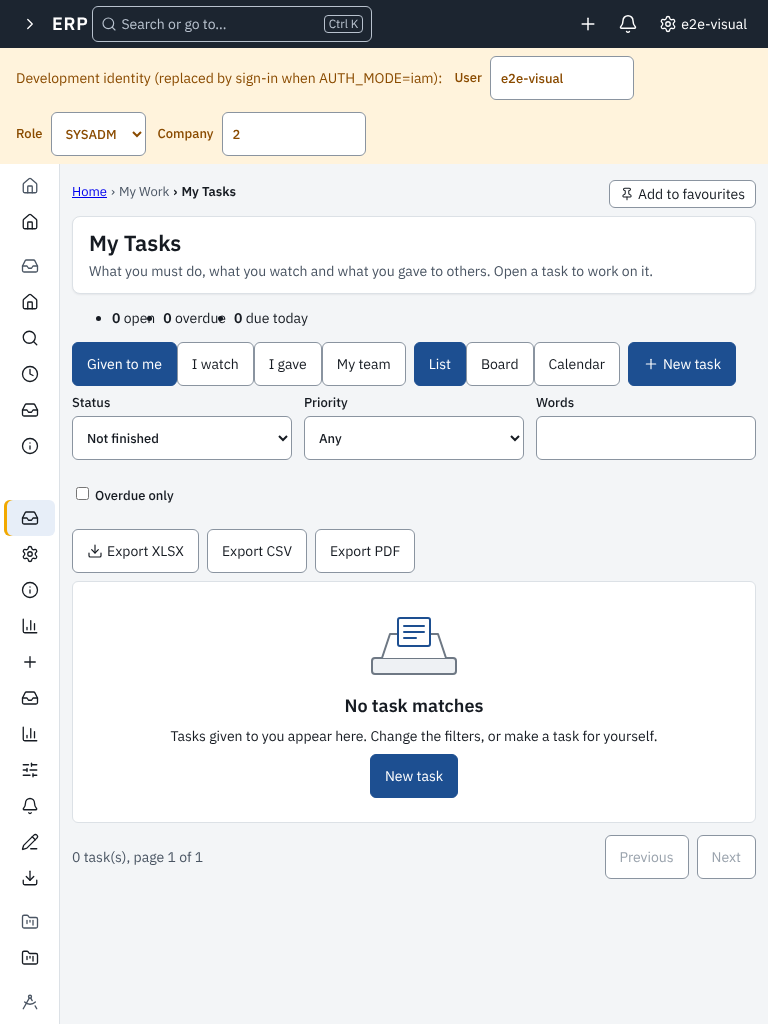 ERP Search or go to... Ctrl K e2e-visual
Development identity (replaced by sign-in when AUTH_MODE=iam): User e2e-visual
Role SYSADM Company 2
Home › My Work › My Tasks
Add to favourites
My Tasks
What you must do, what you watch and what you gave to others. Open a task to work on it.
• 0 open • 0 overdue • 0 due today
Given to me I watch I gave My team List Board Calendar + New task
Status Priority Words
Not finished Any
Overdue only
Export XLSX Export CSV Export PDF
No task matches
Tasks given to you appear here. Change the filters, or make a task for yourself.
New task
0 task(s), page 1 of 1 Previous Next